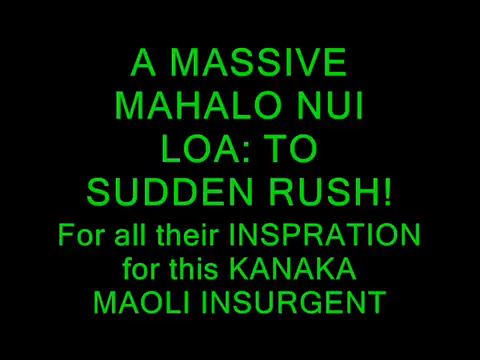 A MASSIVE
MAHALO NUI
LOA: TO
SUDDEN RUSH!
For all their INSPRATION
for this KANAKA
MAOLI INSURGENT